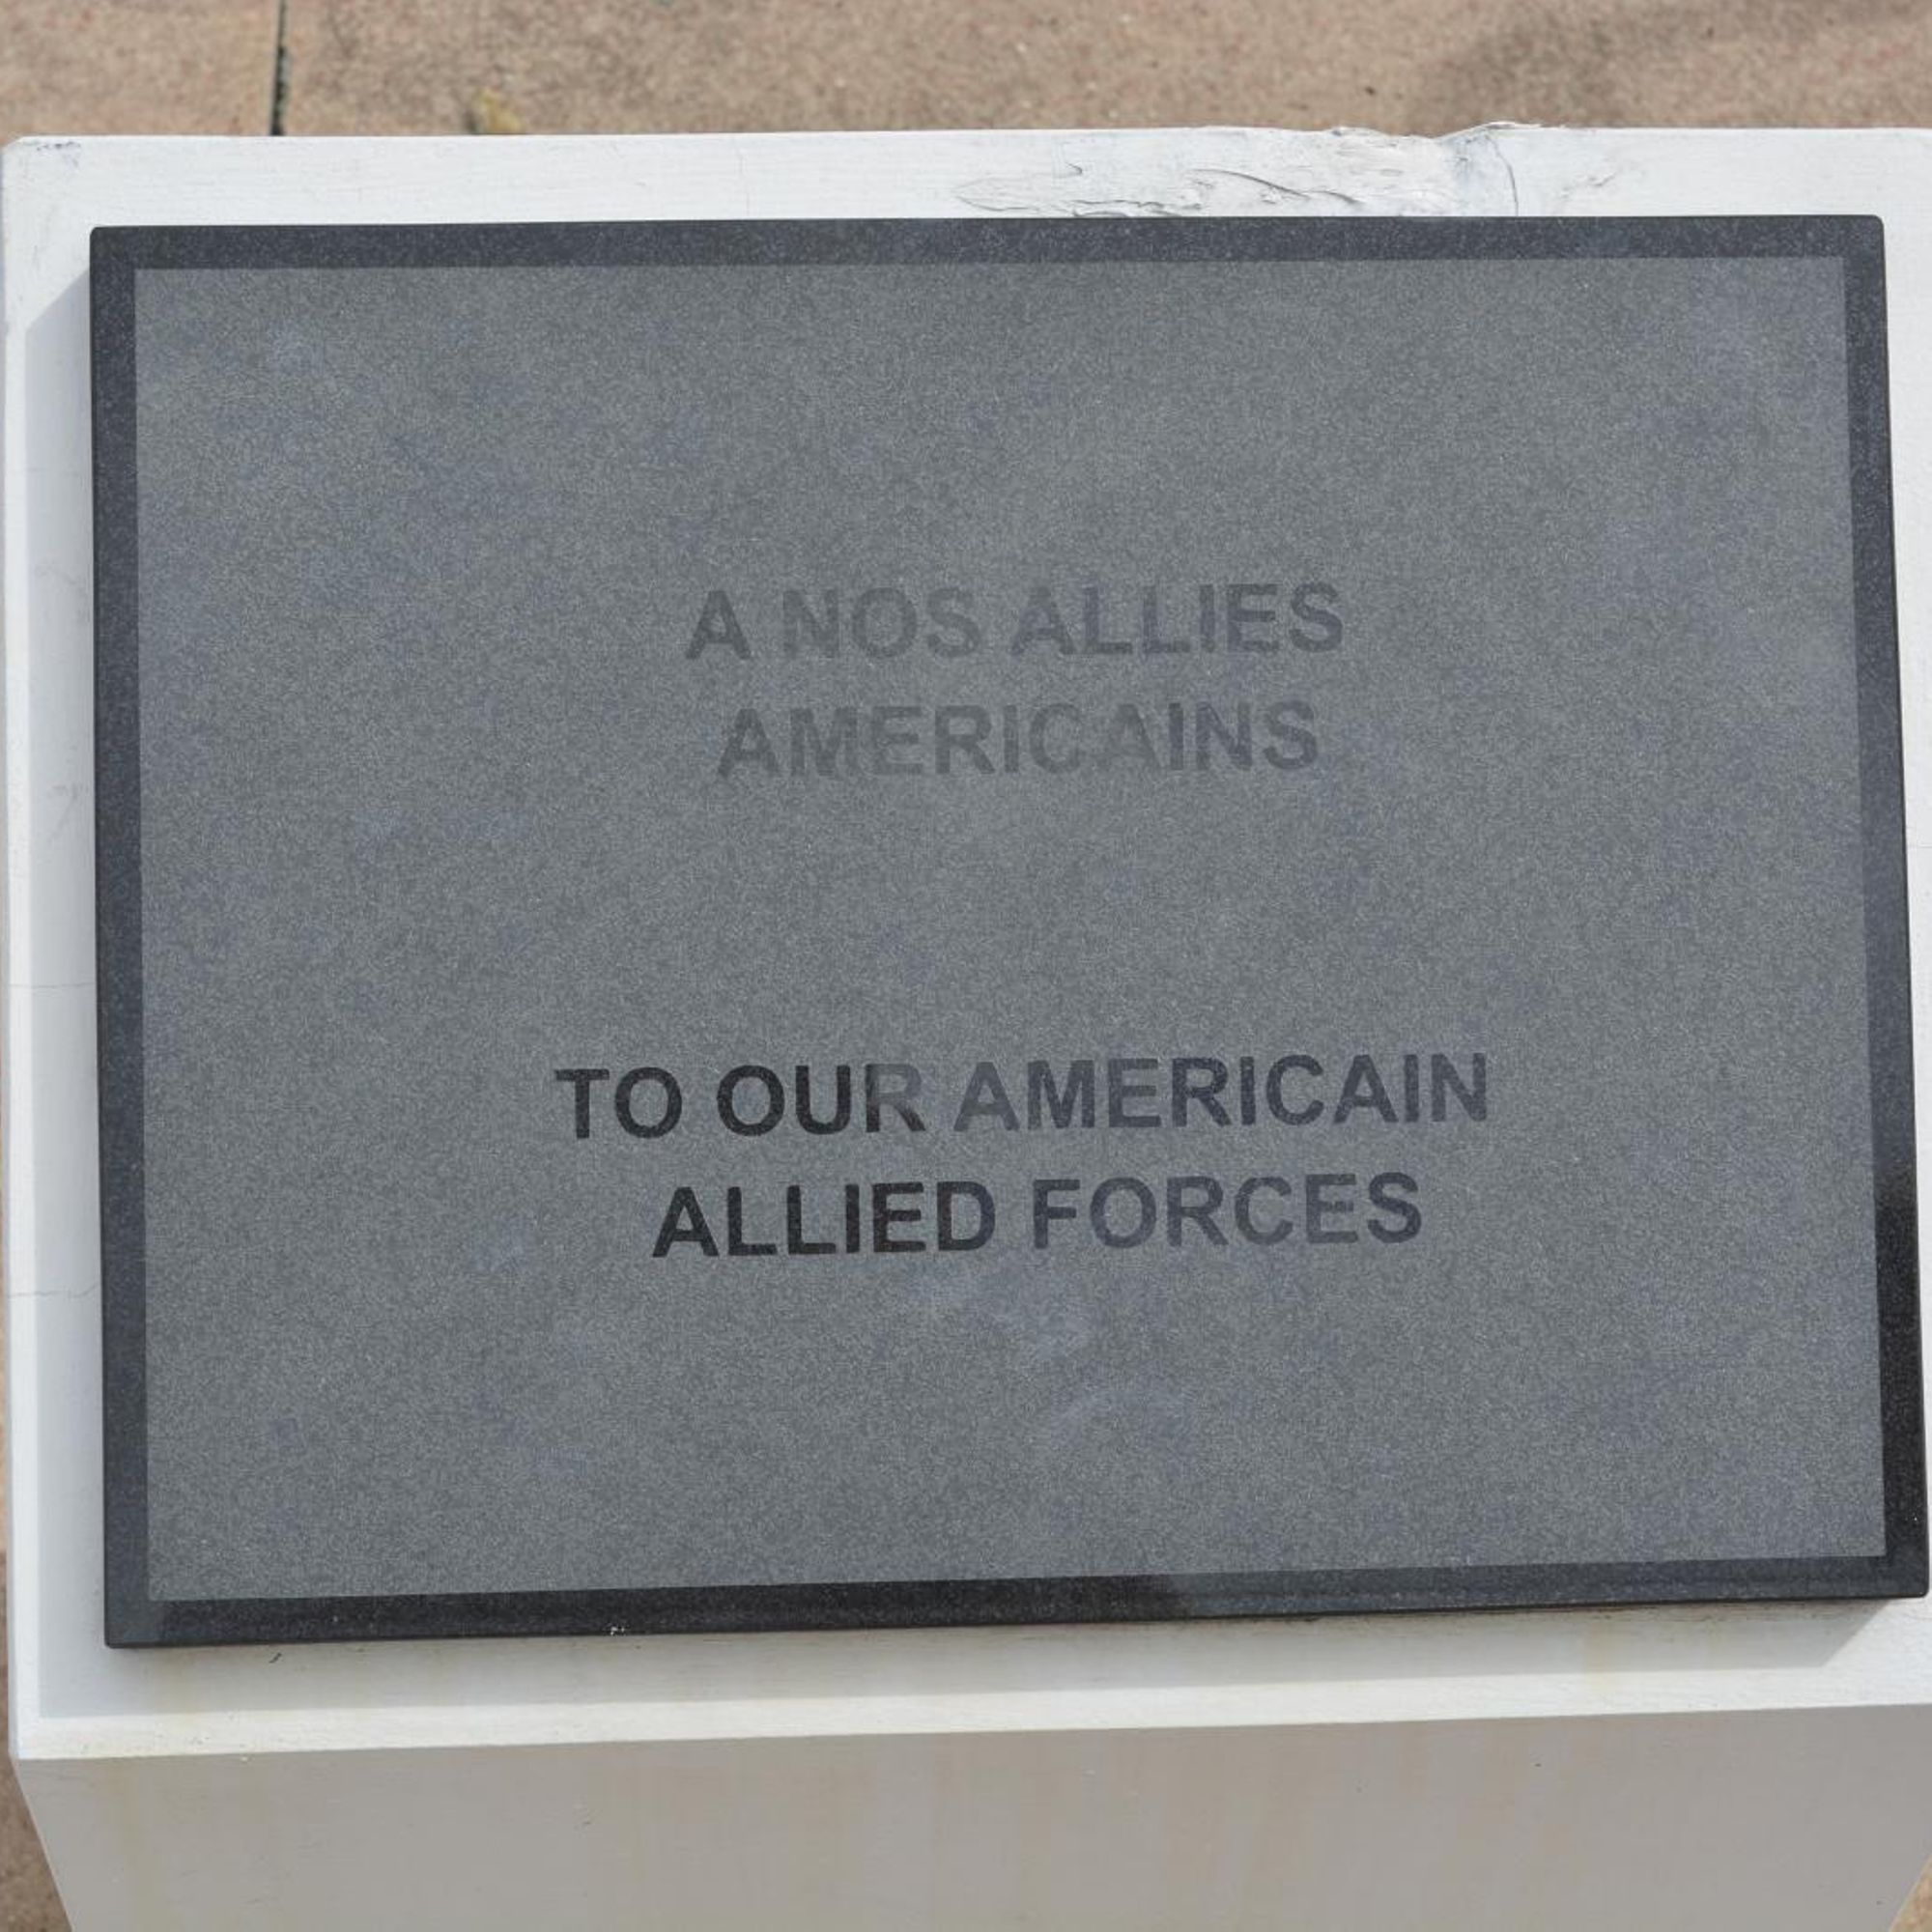 A NOS ALLIES
AMERICAINS
TO OUR AMERICAIN
ALLIED FORCES